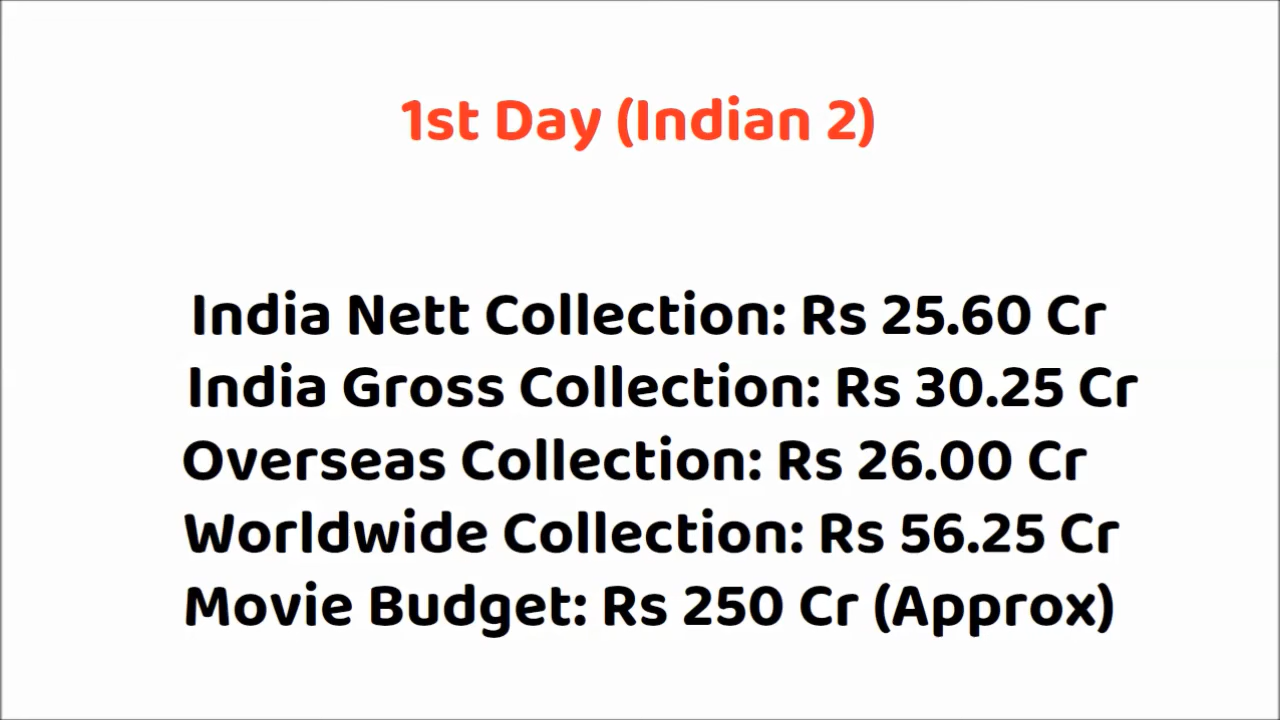 1st Day (Indian 2)
India Nett Collection: Rs 25.60 Cr
India Gross Collection: Rs 30.25 Cr
Overseas Collection: Rs 26.00 Cr
Worldwide Collection: Rs 56.25 Cr
Movie Budget: Rs 250 Cr (Approx)